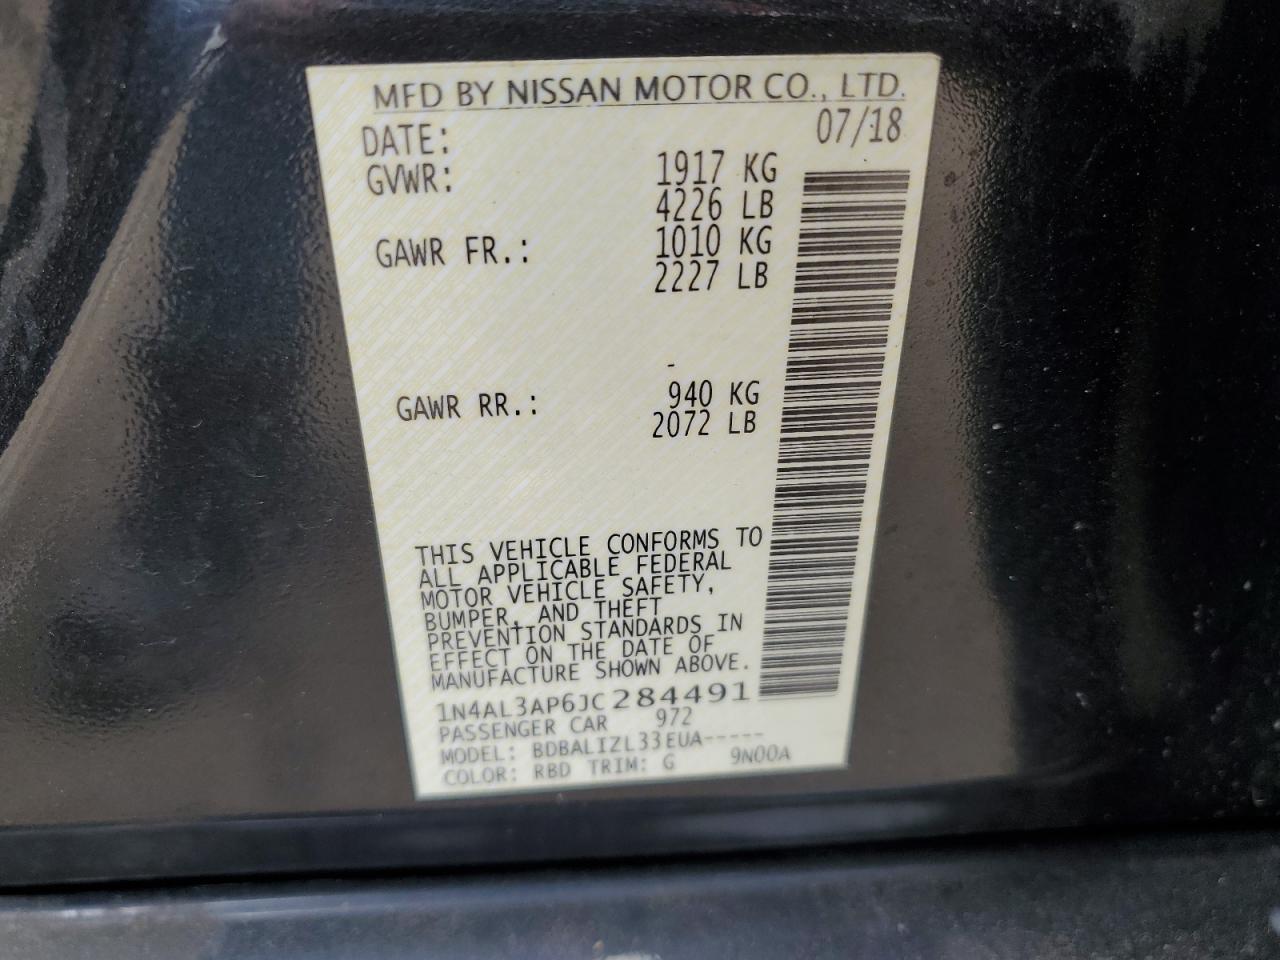 MFD BY NISSAN MOTOR CO., LTD.
DATE: 07/18
GVWR: 1917 KG
4226 LB
GAWR FR.: 1010 KG
2227 LB
-
GAWR RR.: 940 KG
2072 LB
THIS VEHICLE CONFORMS TO
ALL APPLICABLE FEDERAL
MOTOR VEHICLE SAFETY,
BUMPER, AND THEFT
PREVENTION STANDARDS IN
EFFECT ON THE DATE OF
MANUFACTURE SHOWN ABOVE.
1N4AL3AP6JC284491
PASSENGER CAR 972
MODEL: BDBALIZL33EUA-----
COLOR: RBD TRIM: G 9N00A